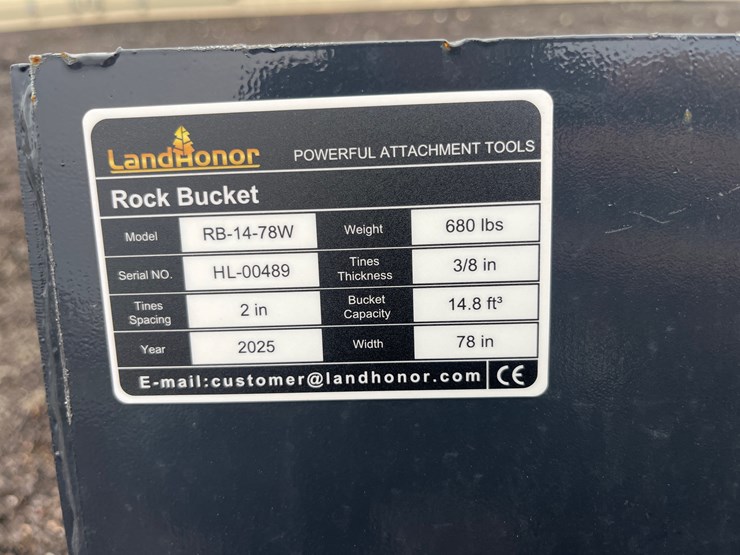 LandHonor POWERFUL ATTACHMENT TOOLS
Rock Bucket
Model RB-14-78W Weight 680 lbs
Serial NO. HL-00489 Tines Thickness 3/8 in
Tines Spacing 2 in Bucket Capacity 14.8 ft³
Year 2025 Width 78 in
E-mail:customer@landhonor.com CE